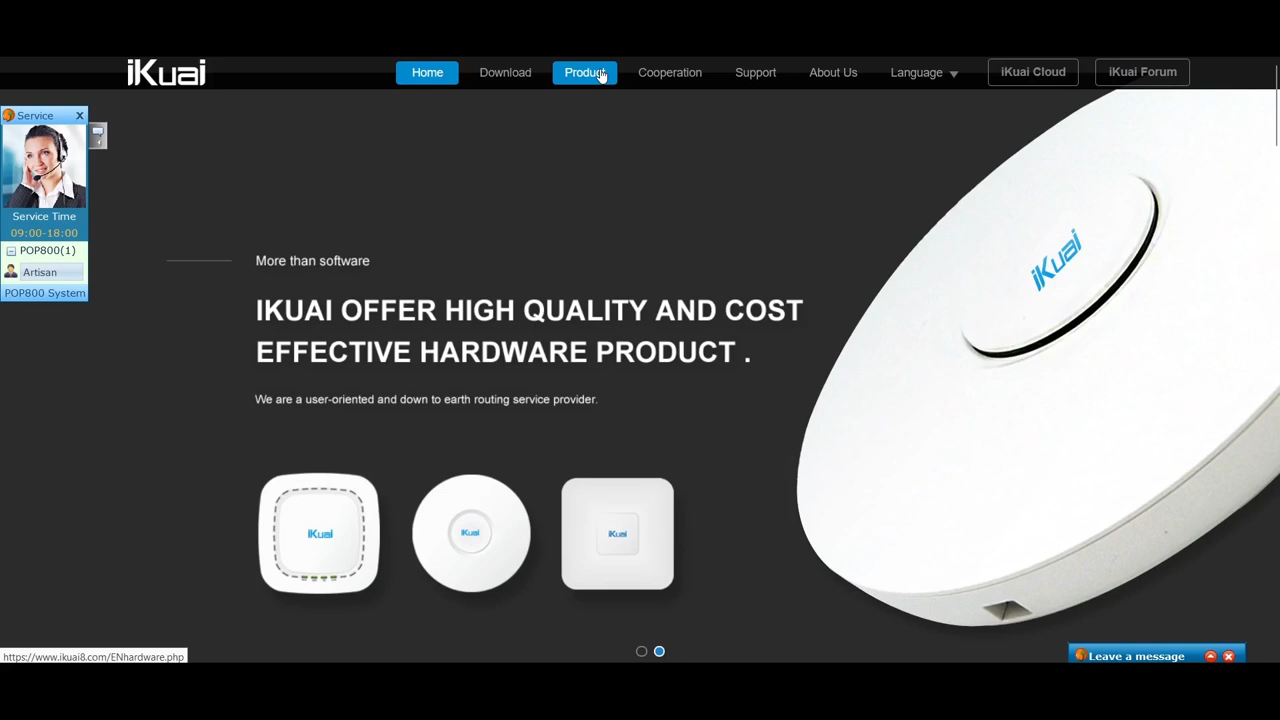 iKuai
Home Download Product Cooperation Support About Us Language iKuai Cloud iKuai Forum
Service X
Service Time
09:00-18:00
POP800(1)
Artisan
POP800 System
iKuai
More than software
IKUAI OFFER HIGH QUALITY AND COST
EFFECTIVE HARDWARE PRODUCT .
We are a user-oriented and down to earth routing service provider.
iKuai iKuai iKuai
https://www.ikuai8.com/ENhardware.php
Leave a message